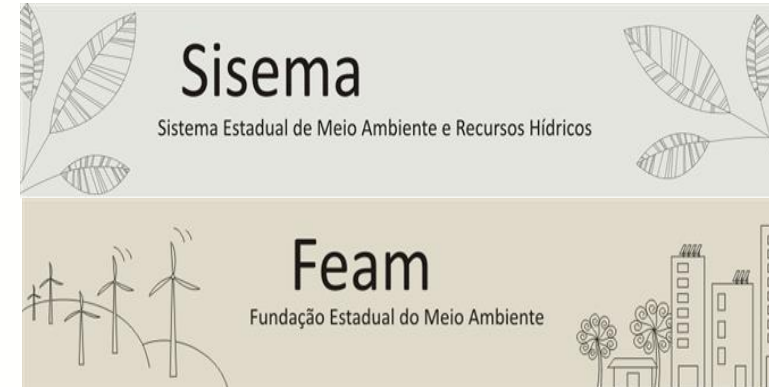 Sisema
Sistema Estadual de Meio Ambiente e Recursos Hídricos
Feam
Fundação Estadual do Meio Ambiente